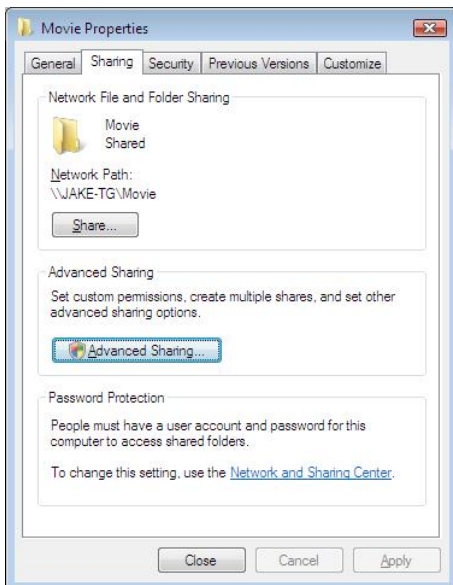 Movie Properties
General Sharing Security Previous Versions Customize
Network File and Folder Sharing
Movie
Shared
Network Path:
\\JAKE-TG\Movie
Share...
Advanced Sharing
Set custom permissions, create multiple shares, and set other
advanced sharing options.
Advanced Sharing...
Password Protection
People must have a user account and password for this
computer to access shared folders.
To change this setting, use the Network and Sharing Center.
Close Cancel Apply